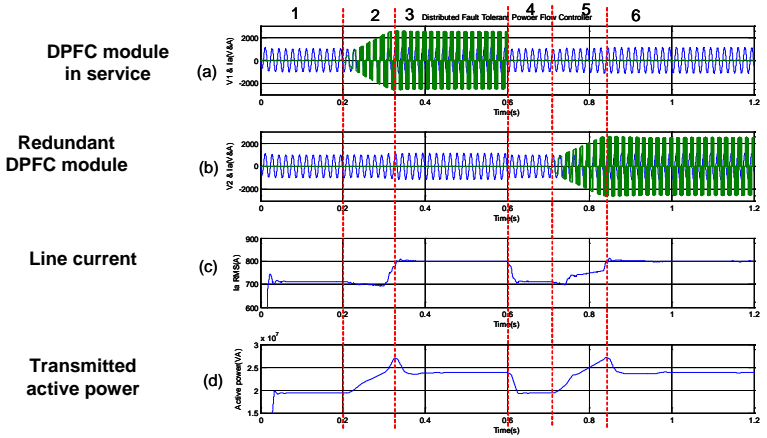 1 2 3 4 5 6
Distributed Fault Tolerant Powoer Flow Controller
DPFC module
in service
(a)
V1 & Ia(V&A)
2000
0
-2000
0 0.2 0.4 0.6 0.8 1 1.2
Time(s)
Redundant
DPFC module
(b)
V2 & Ia(V&A)
2000
0
-2000
0 0.2 0.4 0.6 0.8 1 1.2
Time(s)
Line current
(c)
Ia RMS(A)
900
800
700
600
0 0.2 0.4 0.6 0.8 1 1.2
Time(s)
Transmitted
active power
(d)
Active power(VA)
x 10^7
3
2.5
2
1.5
0 0.2 0.4 0.6 0.8 1 1.2
Time(s)